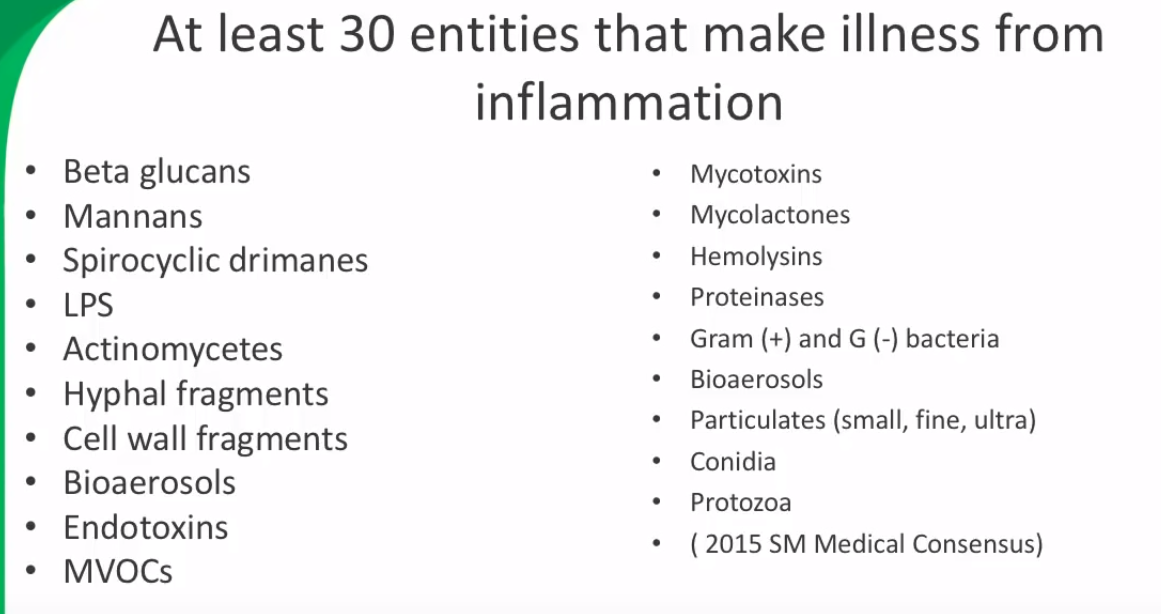 At least 30 entities that make illness from
inflammation
• Beta glucans
• Mannans
• Spirocyclic drimanes
• LPS
• Actinomycetes
• Hyphal fragments
• Cell wall fragments
• Bioaerosols
• Endotoxins
• MVOCs
• Mycotoxins
• Mycolactones
• Hemolysins
• Proteinases
• Gram (+) and G (-) bacteria
• Bioaerosols
• Particulates (small, fine, ultra)
• Conidia
• Protozoa
• ( 2015 SM Medical Consensus)